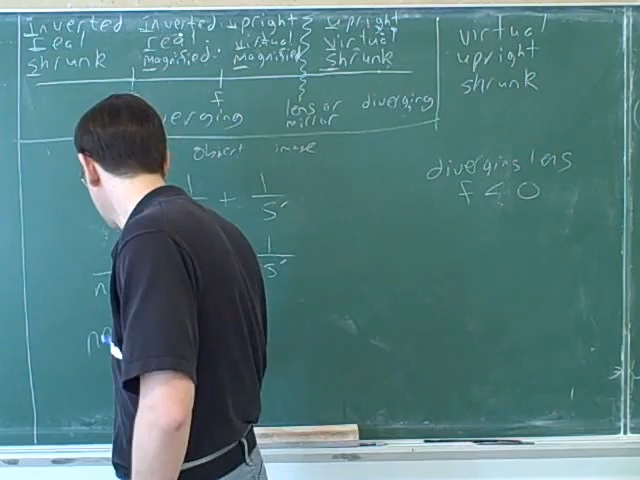 Inverted Inverted upright upright
real real virtual virtual
shrunk magnified. magnified shrunk
f
verging lens or diverging
mirror
object image
1 + 1
s'
1
s'
virtual
upright
shrunk
diverging lens
f < 0